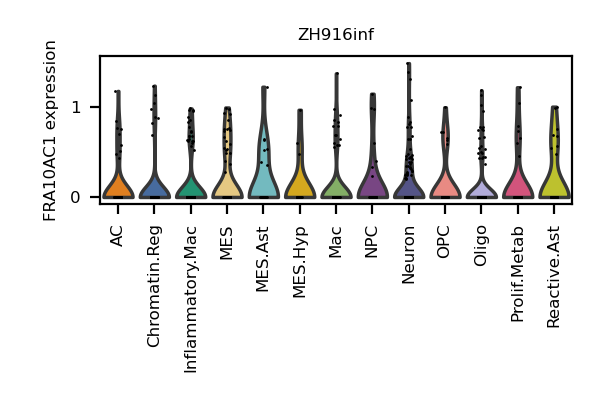 ZH916inf
FRA10AC1 expression
1
0
AC
Chromatin.Reg
Inflammatory.Mac
MES
MES.Ast
MES.Hyp
Mac
NPC
Neuron
OPC
Oligo
Prolif.Metab
Reactive.Ast